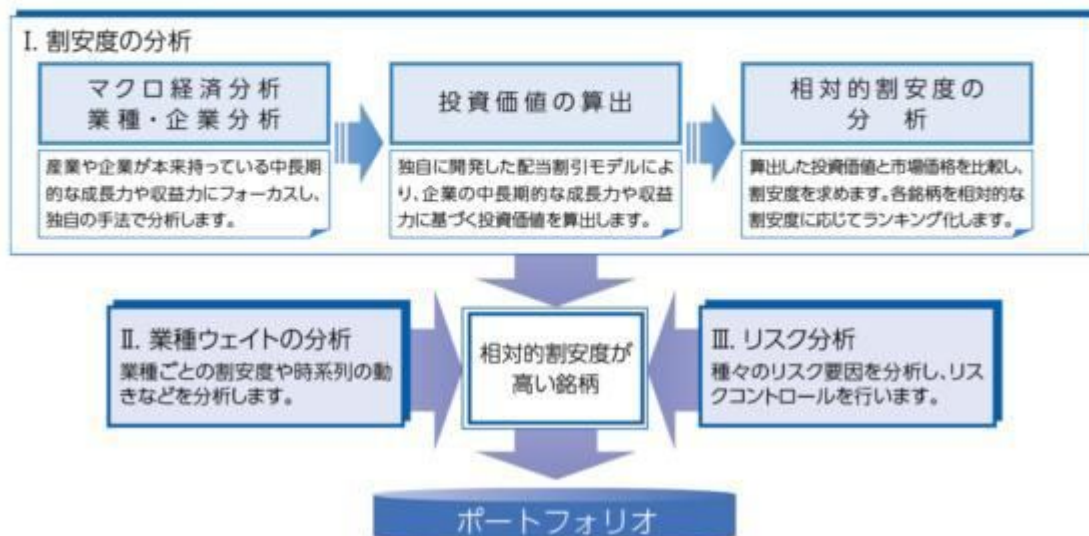 I. 割安度の分析
マクロ経済分析
業種・企業分析
産業や企業が本来持っている中長期
的な成長力や収益力にフォーカスし、
独自の手法で分析します。
投資価値の算出
独自に開発した配当割引モデルによ
り、企業の中長期的な成長力や収益
力に基づく投資価値を算出します。
相対的割安度の
分 析
算出した投資価値と市場価格を比較し、
割安度を求めます。各銘柄を相対的な
割安度に応じてランキング化します。
Ⅱ. 業種ウェイトの分析
業種ごとの割安度や時系列の動
きなどを分析します。
相対的割安度が
高い銘柄
Ⅲ. リスク分析
種々のリスク要因を分析し、リス
クコントロールを行います。
ポートフォリオ